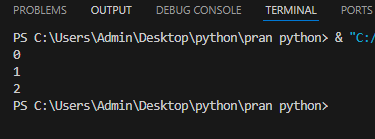 PROBLEMS OUTPUT DEBUG CONSOLE TERMINAL PORTS
PS C:\Users\Admin\Desktop\python\pran python> & "C:/
0
1
2
PS C:\Users\Admin\Desktop\python\pran python>